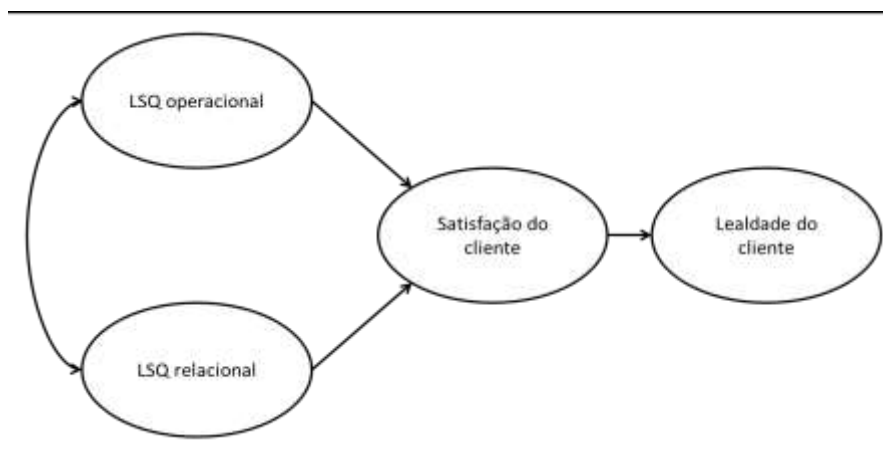 LSQ operacional
Satisfação do
cliente
Lealdade do
cliente
LSQ relacional